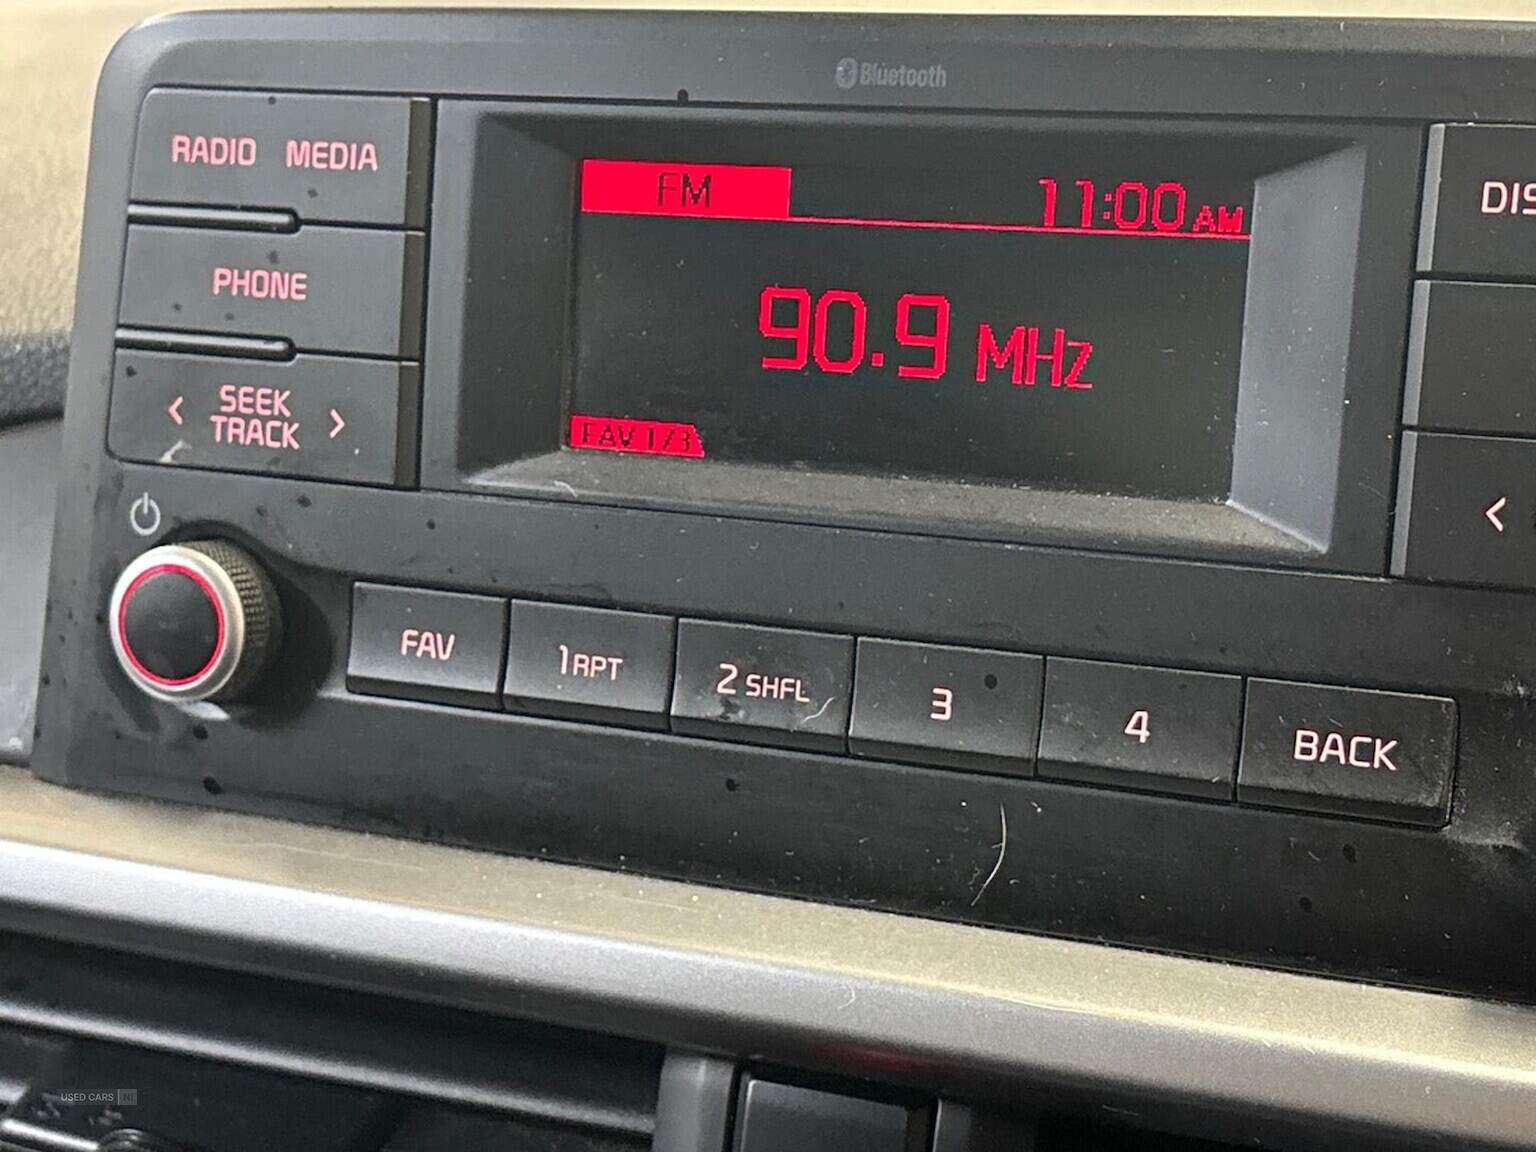 Bluetooth
RADIO MEDIA
PHONE
< SEEK TRACK >
FM 11:00 AM
90.9 MHz
FAV 1/3
DIS
<
FAV
1 RPT
2 SHFL
3
4
BACK
USED CARS NI